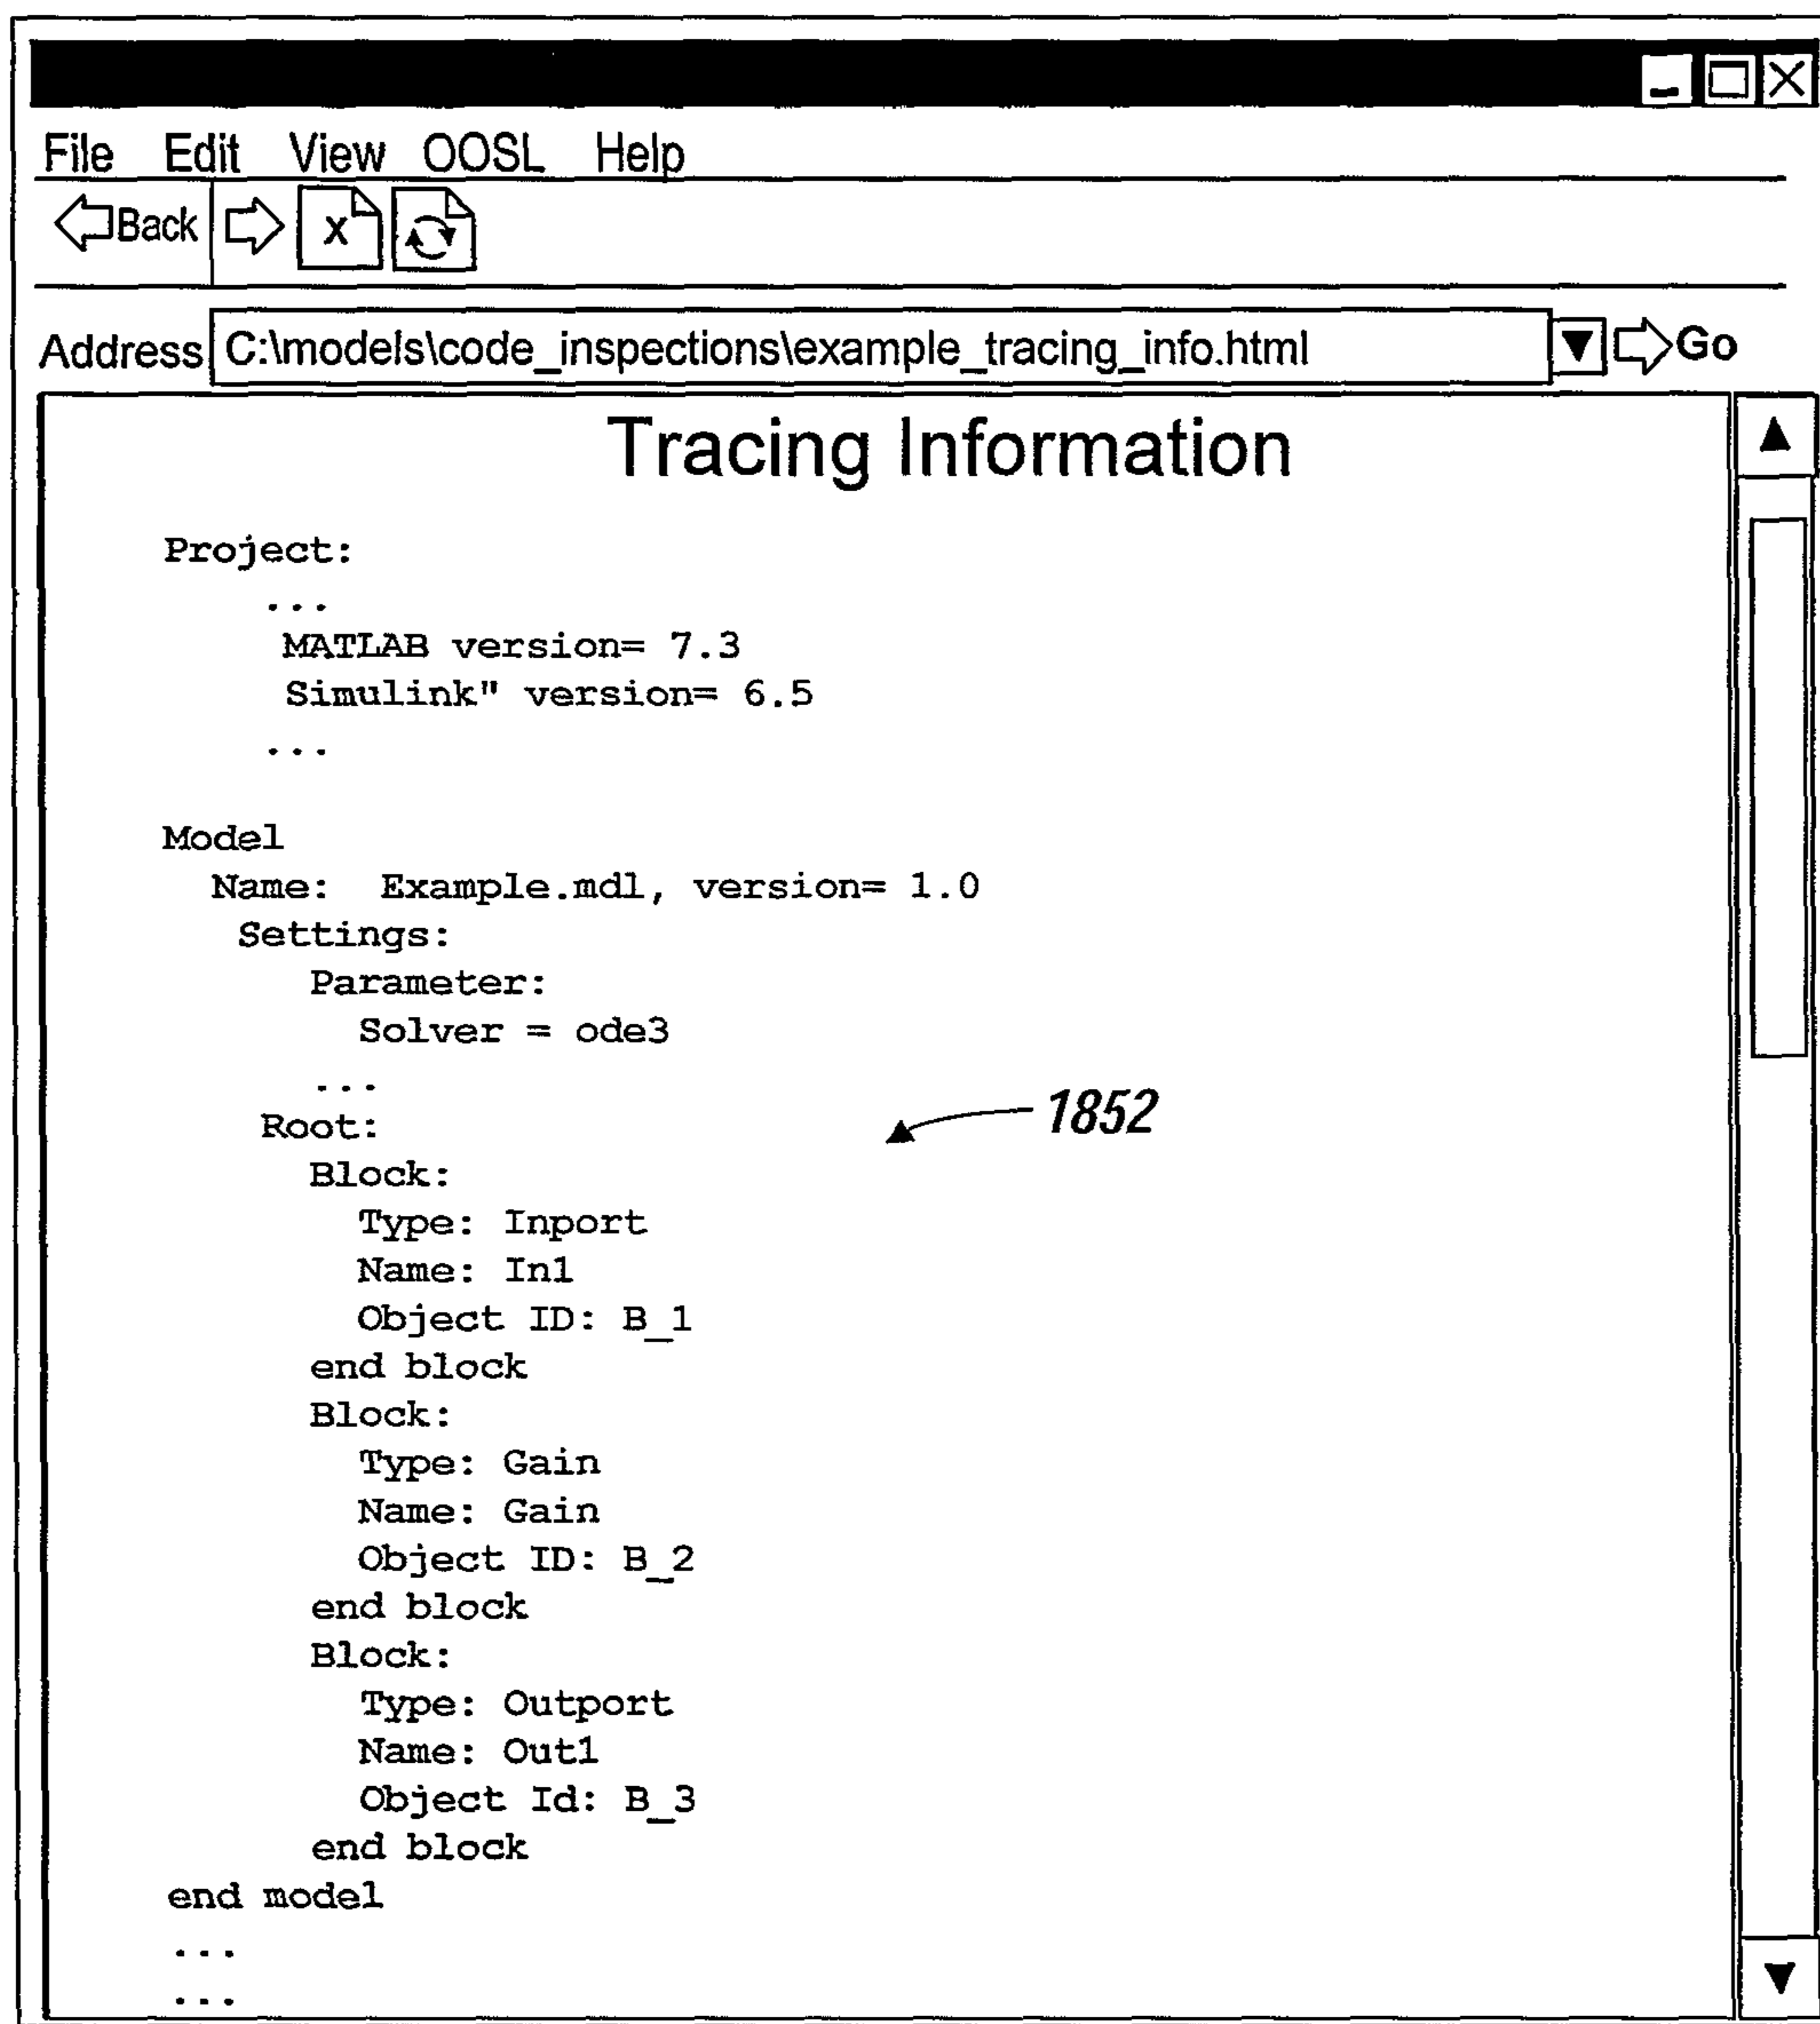 File Edit View OOSL Help
Back X
Address C:\models\code_inspections\example_tracing_info.html Go
Tracing Information
Project:
...
MATLAB version= 7.3
Simulink" version= 6.5
...
Model
Name: Example.mdl, version= 1.0
Settings:
Parameter:
Solver = ode3
...
Root:
1852
Block:
Type: Inport
Name: In1
Object ID: B_1
end block
Block:
Type: Gain
Name: Gain
Object ID: B_2
end block
Block:
Type: Outport
Name: Out1
Object Id: B_3
end block
end model
...
...